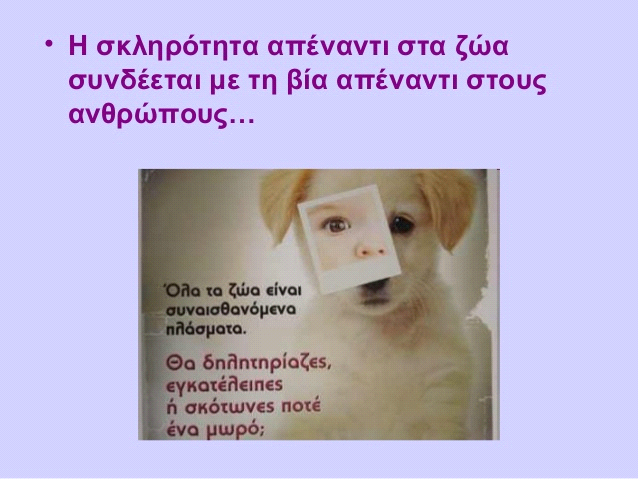 • Η σκληρότητα απέναντι στα ζώα
συνδέεται με τη βία απέναντι στους
ανθρώπους…
Όλα τα ζώα είναι
συναισθανόμενα
πλάσματα.
Θα δηλητηρίαζες,
εγκατέλειπες
ή σκότωνες ποτέ
ένα μωρό;